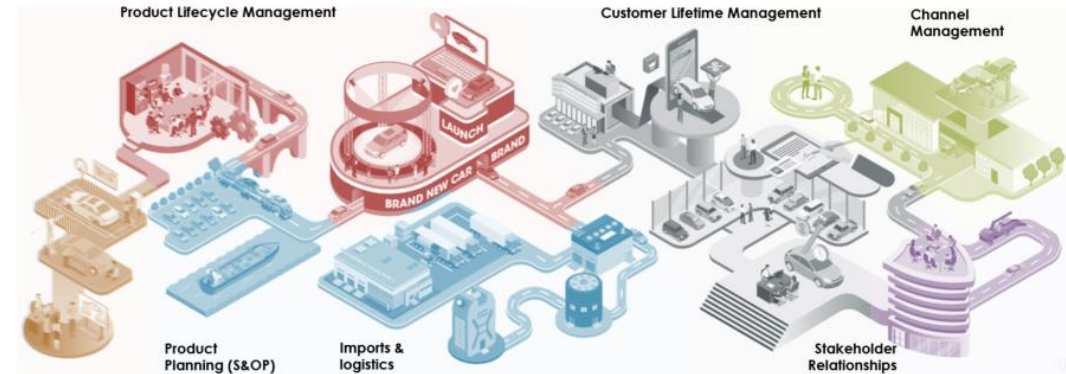 Product Lifecycle Management
Customer Lifetime Management
Channel
Management
LAUNCH
BRAND NEW CAR
BRAND
Product
Planning (S&OP)
Imports &
logistics
Stakeholder
Relationships